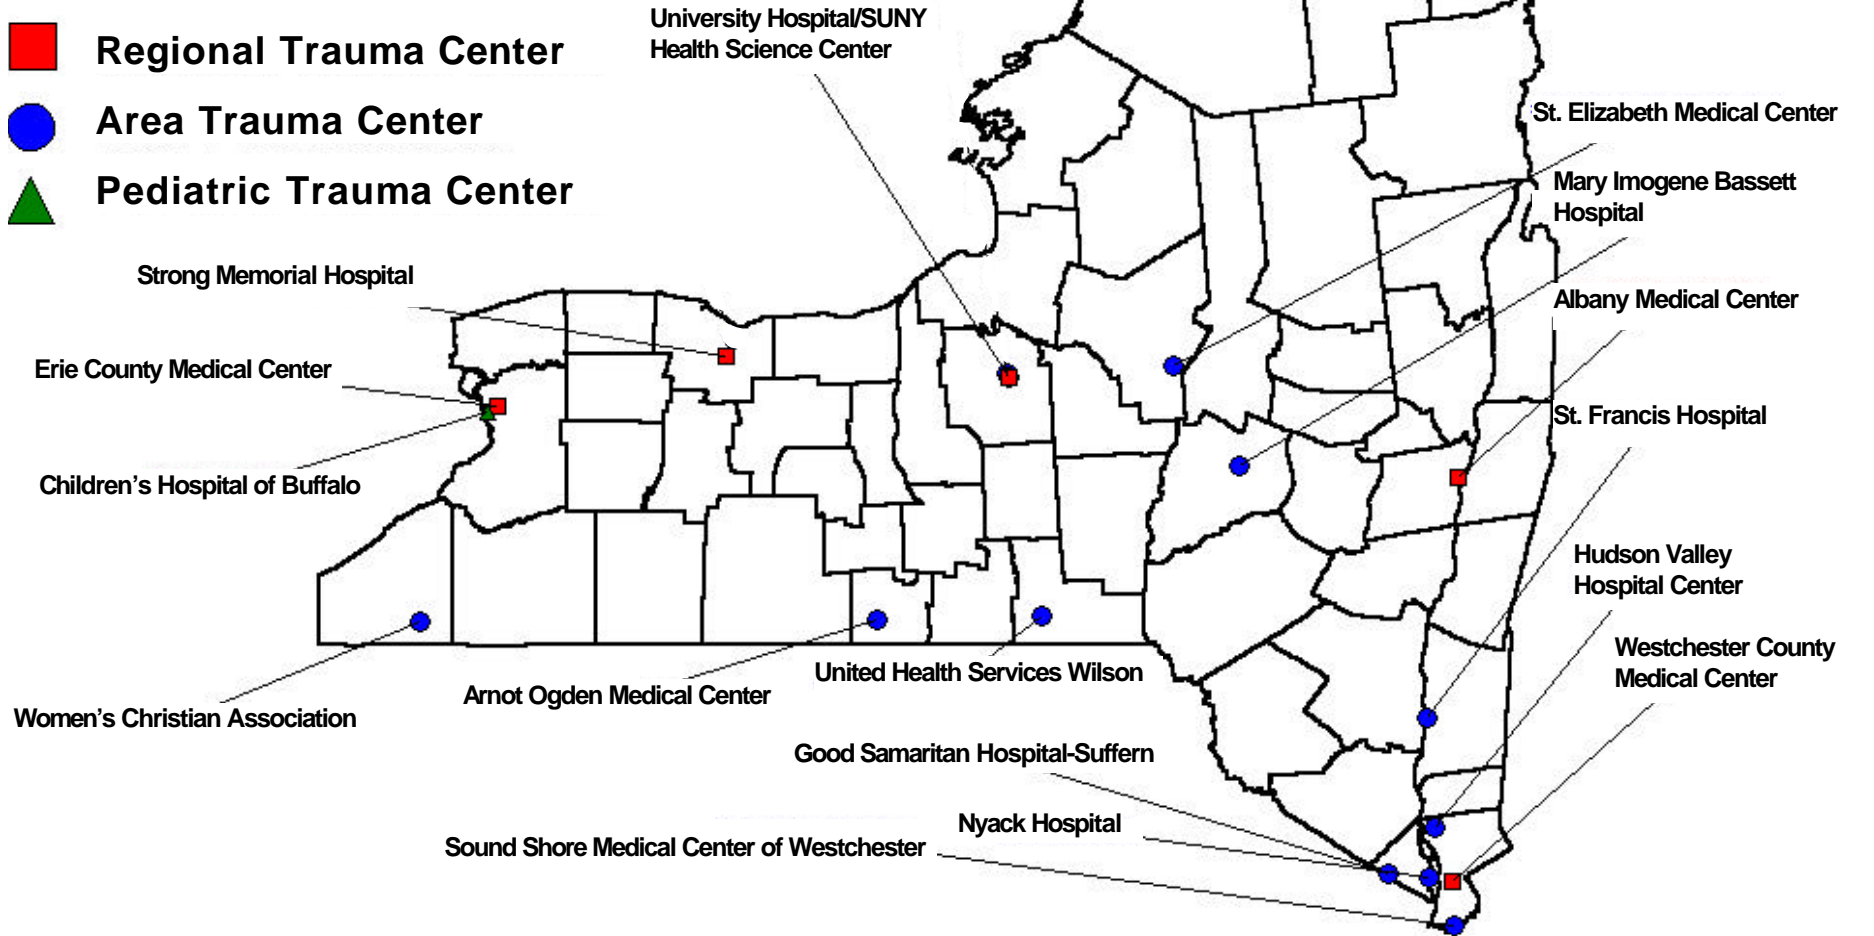 Regional Trauma Center
Area Trauma Center
Pediatric Trauma Center
University Hospital/SUNY
Health Science Center
St. Elizabeth Medical Center
Mary Imogene Bassett
Hospital
Strong Memorial Hospital
Albany Medical Center
Erie County Medical Center
St. Francis Hospital
Children’s Hospital of Buffalo
Hudson Valley
Hospital Center
Westchester County
Medical Center
United Health Services Wilson
Arnot Ogden Medical Center
Women’s Christian Association
Good Samaritan Hospital-Suffern
Nyack Hospital
Sound Shore Medical Center of Westchester